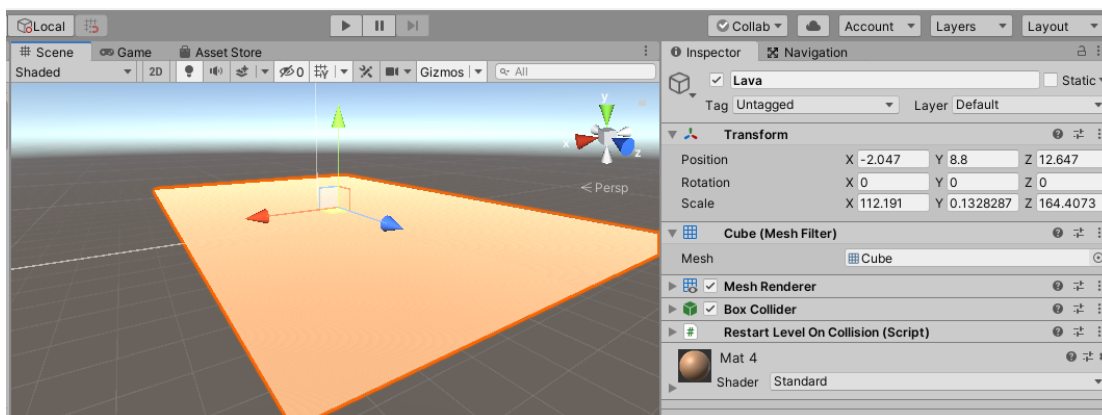 Local Collab Account Layers Layout
Scene Game Asset Store
Shaded 2D 0 Gizmos All
y
x
z
Persp
Inspector Navigation
Lava Static
Tag Untagged Layer Default
Transform
Position X -2.047 Y 8.8 Z 12.647
Rotation X 0 Y 0 Z 0
Scale X 112.191 Y 0.1328287 Z 164.4073
Cube (Mesh Filter)
Mesh Cube
Mesh Renderer
Box Collider
# Restart Level On Collision (Script)
Mat 4
Shader Standard